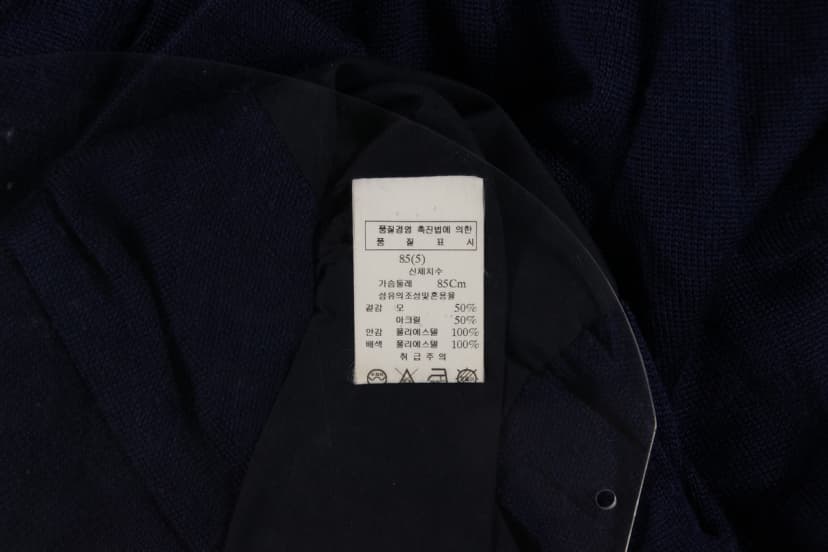 품질경영 촉진법에 의한
품 질 표 시
85(5)
신체치수
가슴둘레 85Cm
섬유의조성및혼용율
겉감 모 50%
아크릴 50%
안감 폴리에스텔 100%
배색 폴리에스텔 100%
취급주의